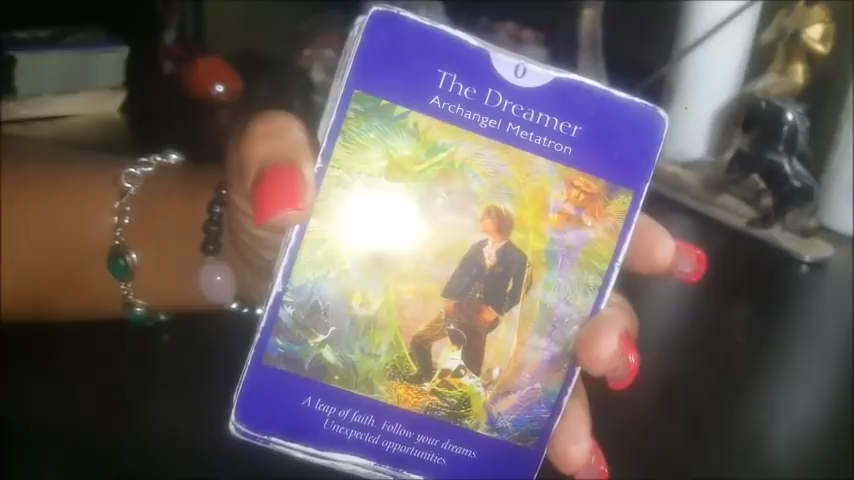 0
The Dreamer
Archangel Metatron
A leap of faith. Follow your dreams.
Unexpected opportunities.